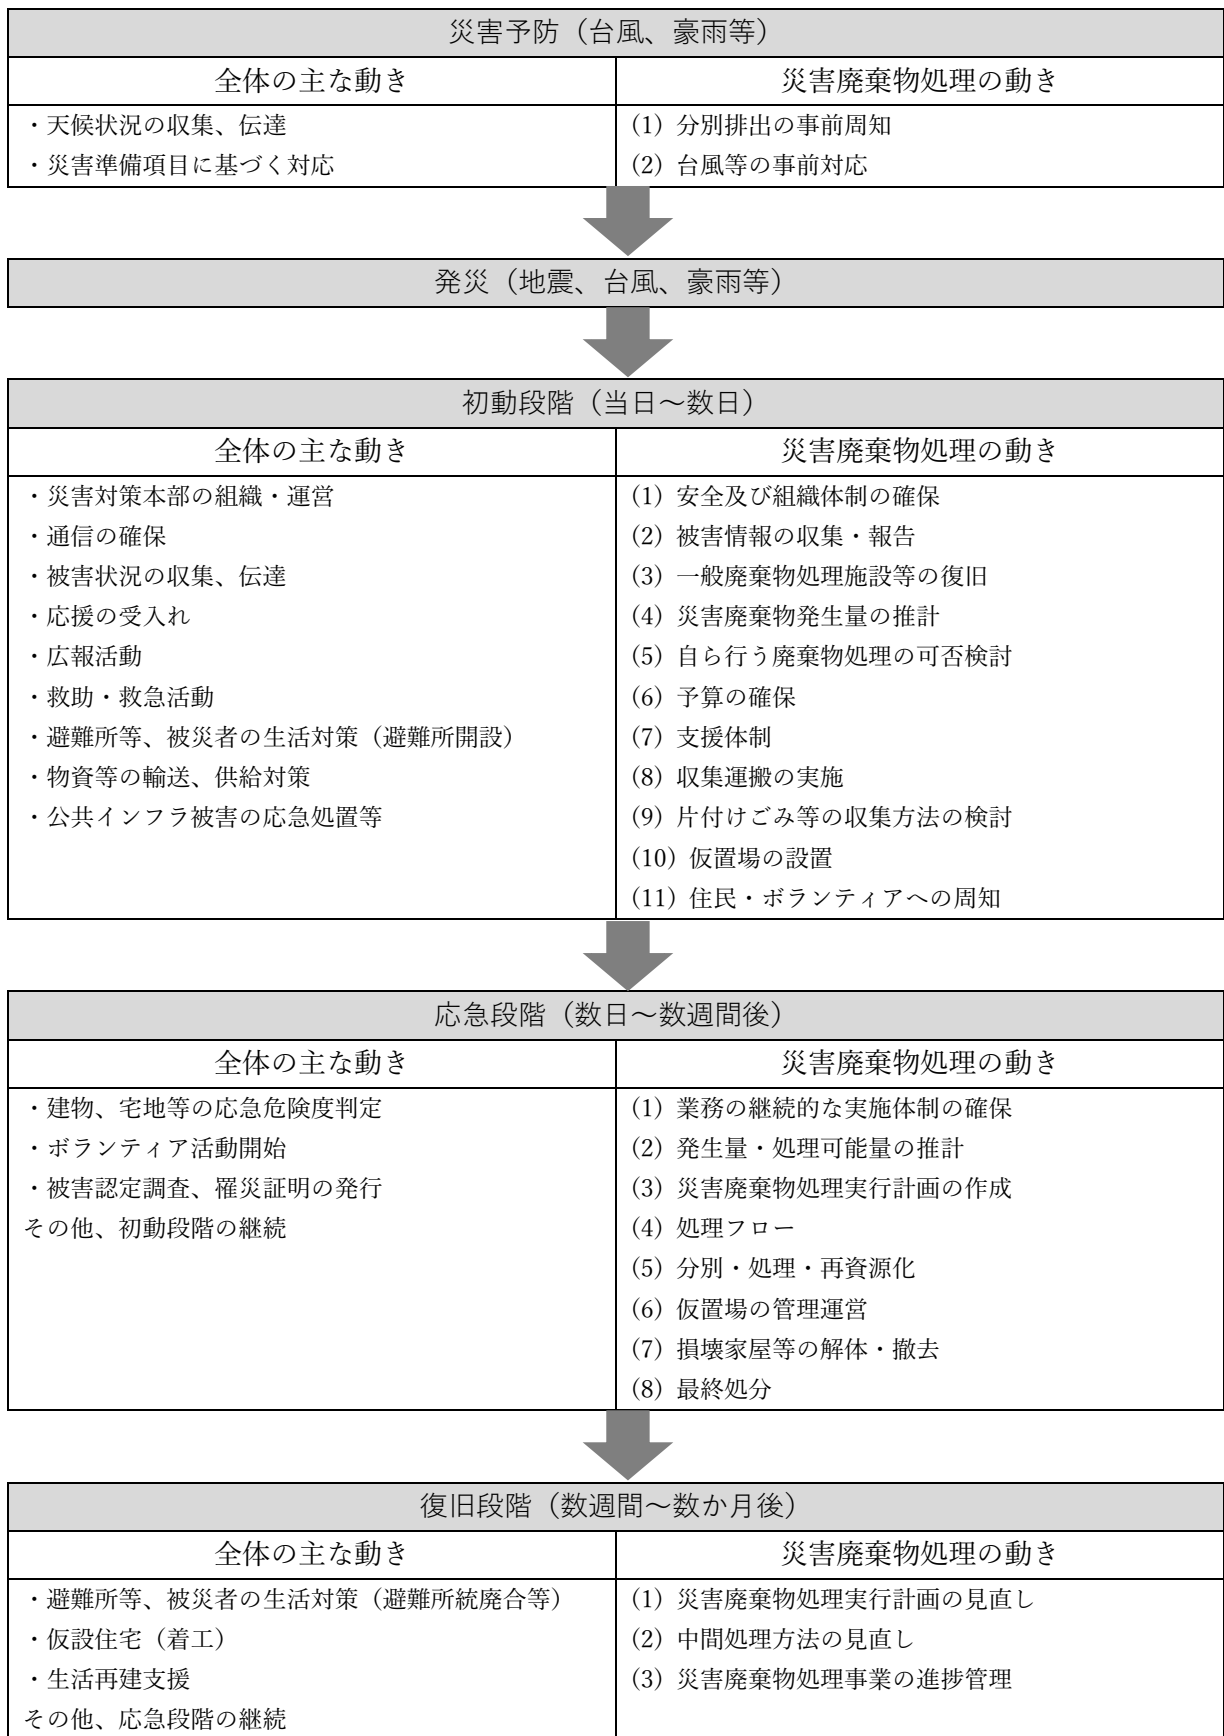 災害予防（台風、豪雨等）
全体の主な動き
災害廃棄物処理の動き
・天候状況の収集、伝達
・災害準備項目に基づく対応
(1) 分別排出の事前周知
(2) 台風等の事前対応
発災（地震、台風、豪雨等）
初動段階（当日～数日）
全体の主な動き
災害廃棄物処理の動き
・災害対策本部の組織・運営
・通信の確保
・被害状況の収集、伝達
・応援の受入れ
・広報活動
・救助・救急活動
・避難所等、被災者の生活対策（避難所開設）
・物資等の輸送、供給対策
・公共インフラ被害の応急処置等
(1) 安全及び組織体制の確保
(2) 被害情報の収集・報告
(3) 一般廃棄物処理施設等の復旧
(4) 災害廃棄物発生量の推計
(5) 自ら行う廃棄物処理の可否検討
(6) 予算の確保
(7) 支援体制
(8) 収集運搬の実施
(9) 片付けごみ等の収集方法の検討
(10) 仮置場の設置
(11) 住民・ボランティアへの周知
応急段階（数日～数週間後）
全体の主な動き
災害廃棄物処理の動き
・建物、宅地等の応急危険度判定
・ボランティア活動開始
・被害認定調査、罹災証明の発行
その他、初動段階の継続
(1) 業務の継続的な実施体制の確保
(2) 発生量・処理可能量の推計
(3) 災害廃棄物処理実行計画の作成
(4) 処理フロー
(5) 分別・処理・再資源化
(6) 仮置場の管理運営
(7) 損壊家屋等の解体・撤去
(8) 最終処分
復旧段階（数週間～数か月後）
全体の主な動き
災害廃棄物処理の動き
・避難所等、被災者の生活対策（避難所統廃合等）
・仮設住宅（着工）
・生活再建支援
その他、応急段階の継続
(1) 災害廃棄物処理実行計画の見直し
(2) 中間処理方法の見直し
(3) 災害廃棄物処理事業の進捗管理